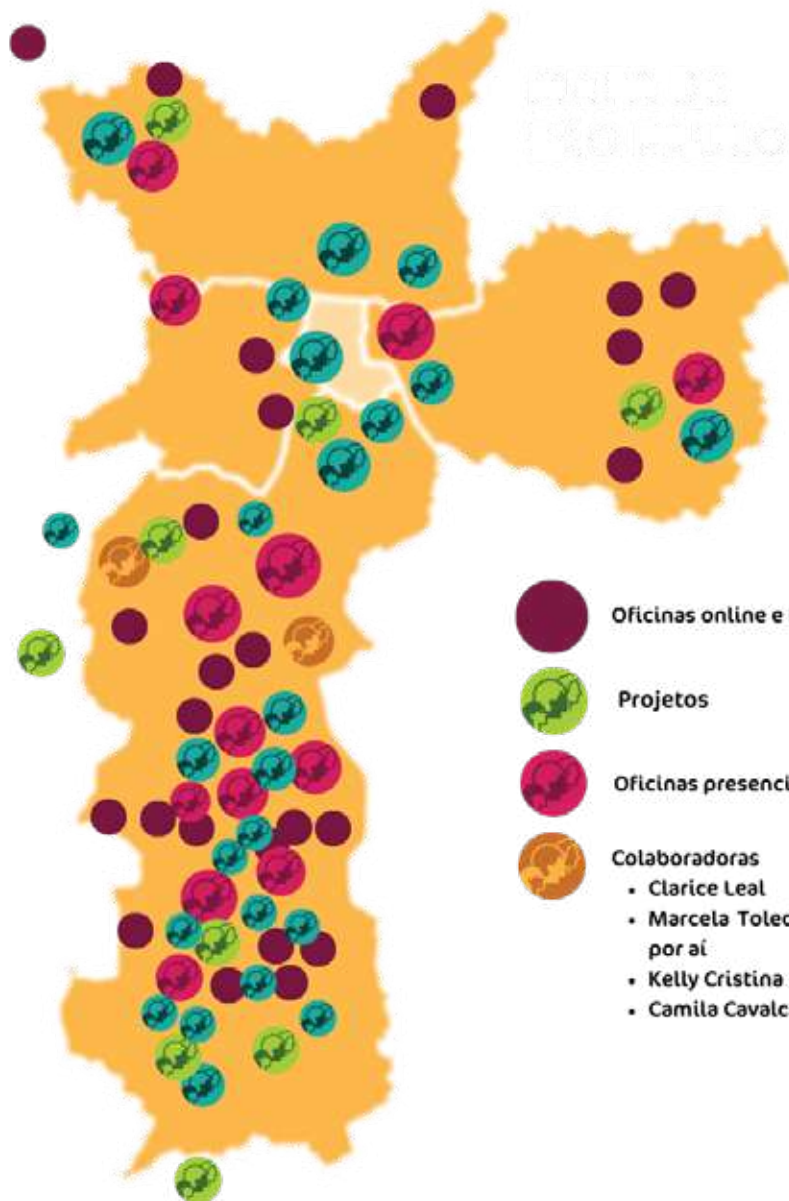 Oficinas online e
Projetos
Oficinas presenci
Colaboradoras
• Clarice Leal
• Marcela Toled
por aí
• Kelly Cristina
• Camila Cavalc